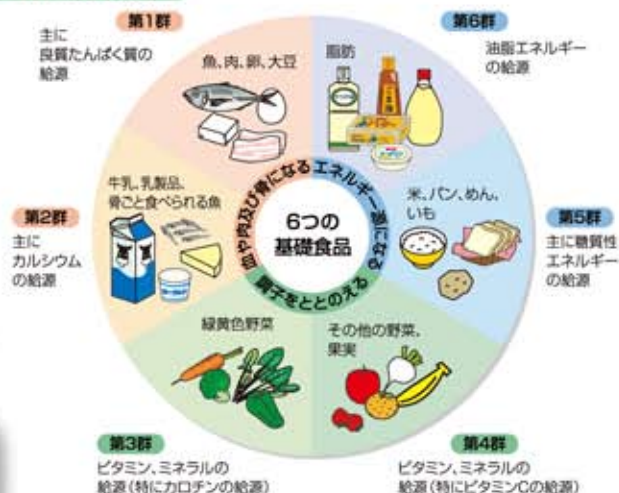 第1群
主に
良質たんぱく質の
給源
魚、肉、卵、大豆
第6群
油脂エネルギー
の給源
脂肪
牛乳、乳製品、
骨ごと食べられる魚
第2群
主に
カルシウム
の給源
血や肉及び骨になる
エネルギー源になる
調子をととのえる
6つの
基礎食品
米、パン、めん、
いも
第5群
主に糖質性
エネルギー
の給源
緑黄色野菜
その他の野菜、
果実
第3群
ビタミン、ミネラルの
給源(特にカロチンの給源)
第4群
ビタミン、ミネラルの
給源(特にビタミンCの給源)